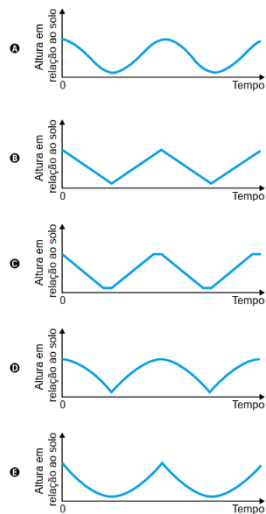 A
Altura em
relação ao solo
0
Tempo
B
Altura em
relação ao solo
0
Tempo
C
Altura em
relação ao solo
0
Tempo
D
Altura em
relação ao solo
0
Tempo
E
Altura em
relação ao solo
0
Tempo